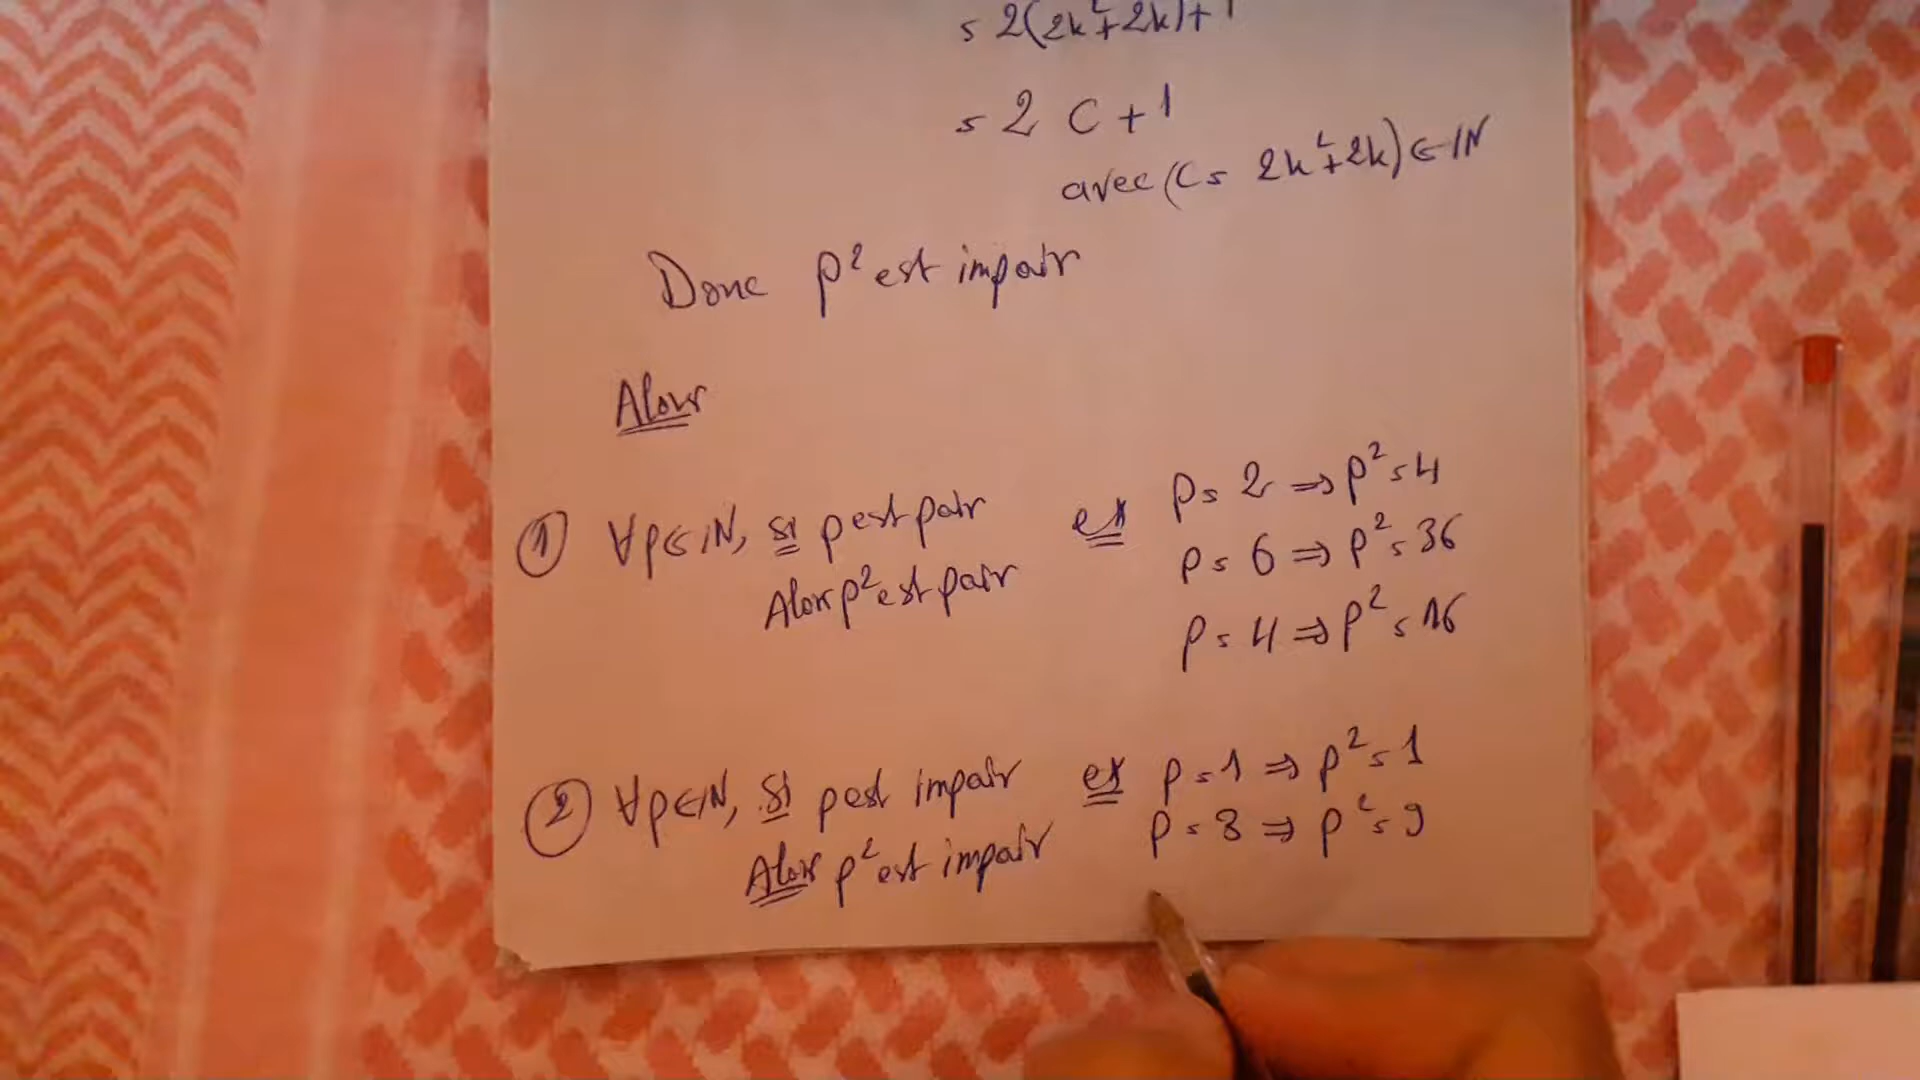 = 2(2k²+2k)+1
= 2 C + 1
avec (C = 2k²+2k) ∈ IN
Donc p² est impair
Alors
① ∀p∈IN, si p est pair
Alors p² est pair
ex p = 2 ⇒ p² = 4
p = 6 ⇒ p² = 36
p = 4 ⇒ p² = 16
② ∀p∈IN, si p est impair
Alors p² est impair
ex p = 1 ⇒ p² = 1
p = 3 ⇒ p² = 9